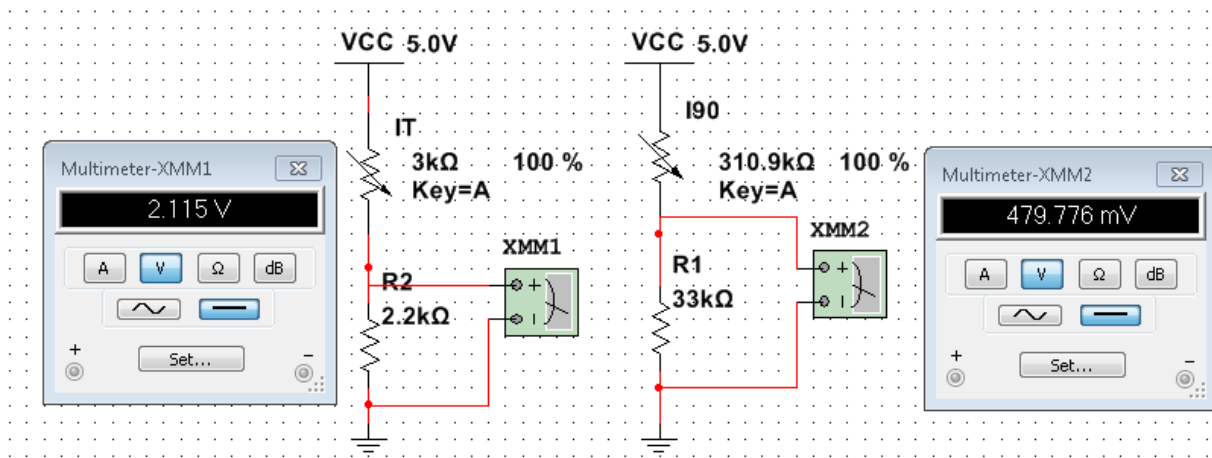 VCC 5.0V
IT
3kΩ 100 %
Key=A
R2
2.2kΩ
XMM1
+
I
Multimeter-XMM1
2.115 V
A V Ω dB
+ Set... –
VCC 5.0V
I90
310.9kΩ 100 %
Key=A
R1
33kΩ
XMM2
+
I
Multimeter-XMM2
479.776 mV
A V Ω dB
+ Set... –